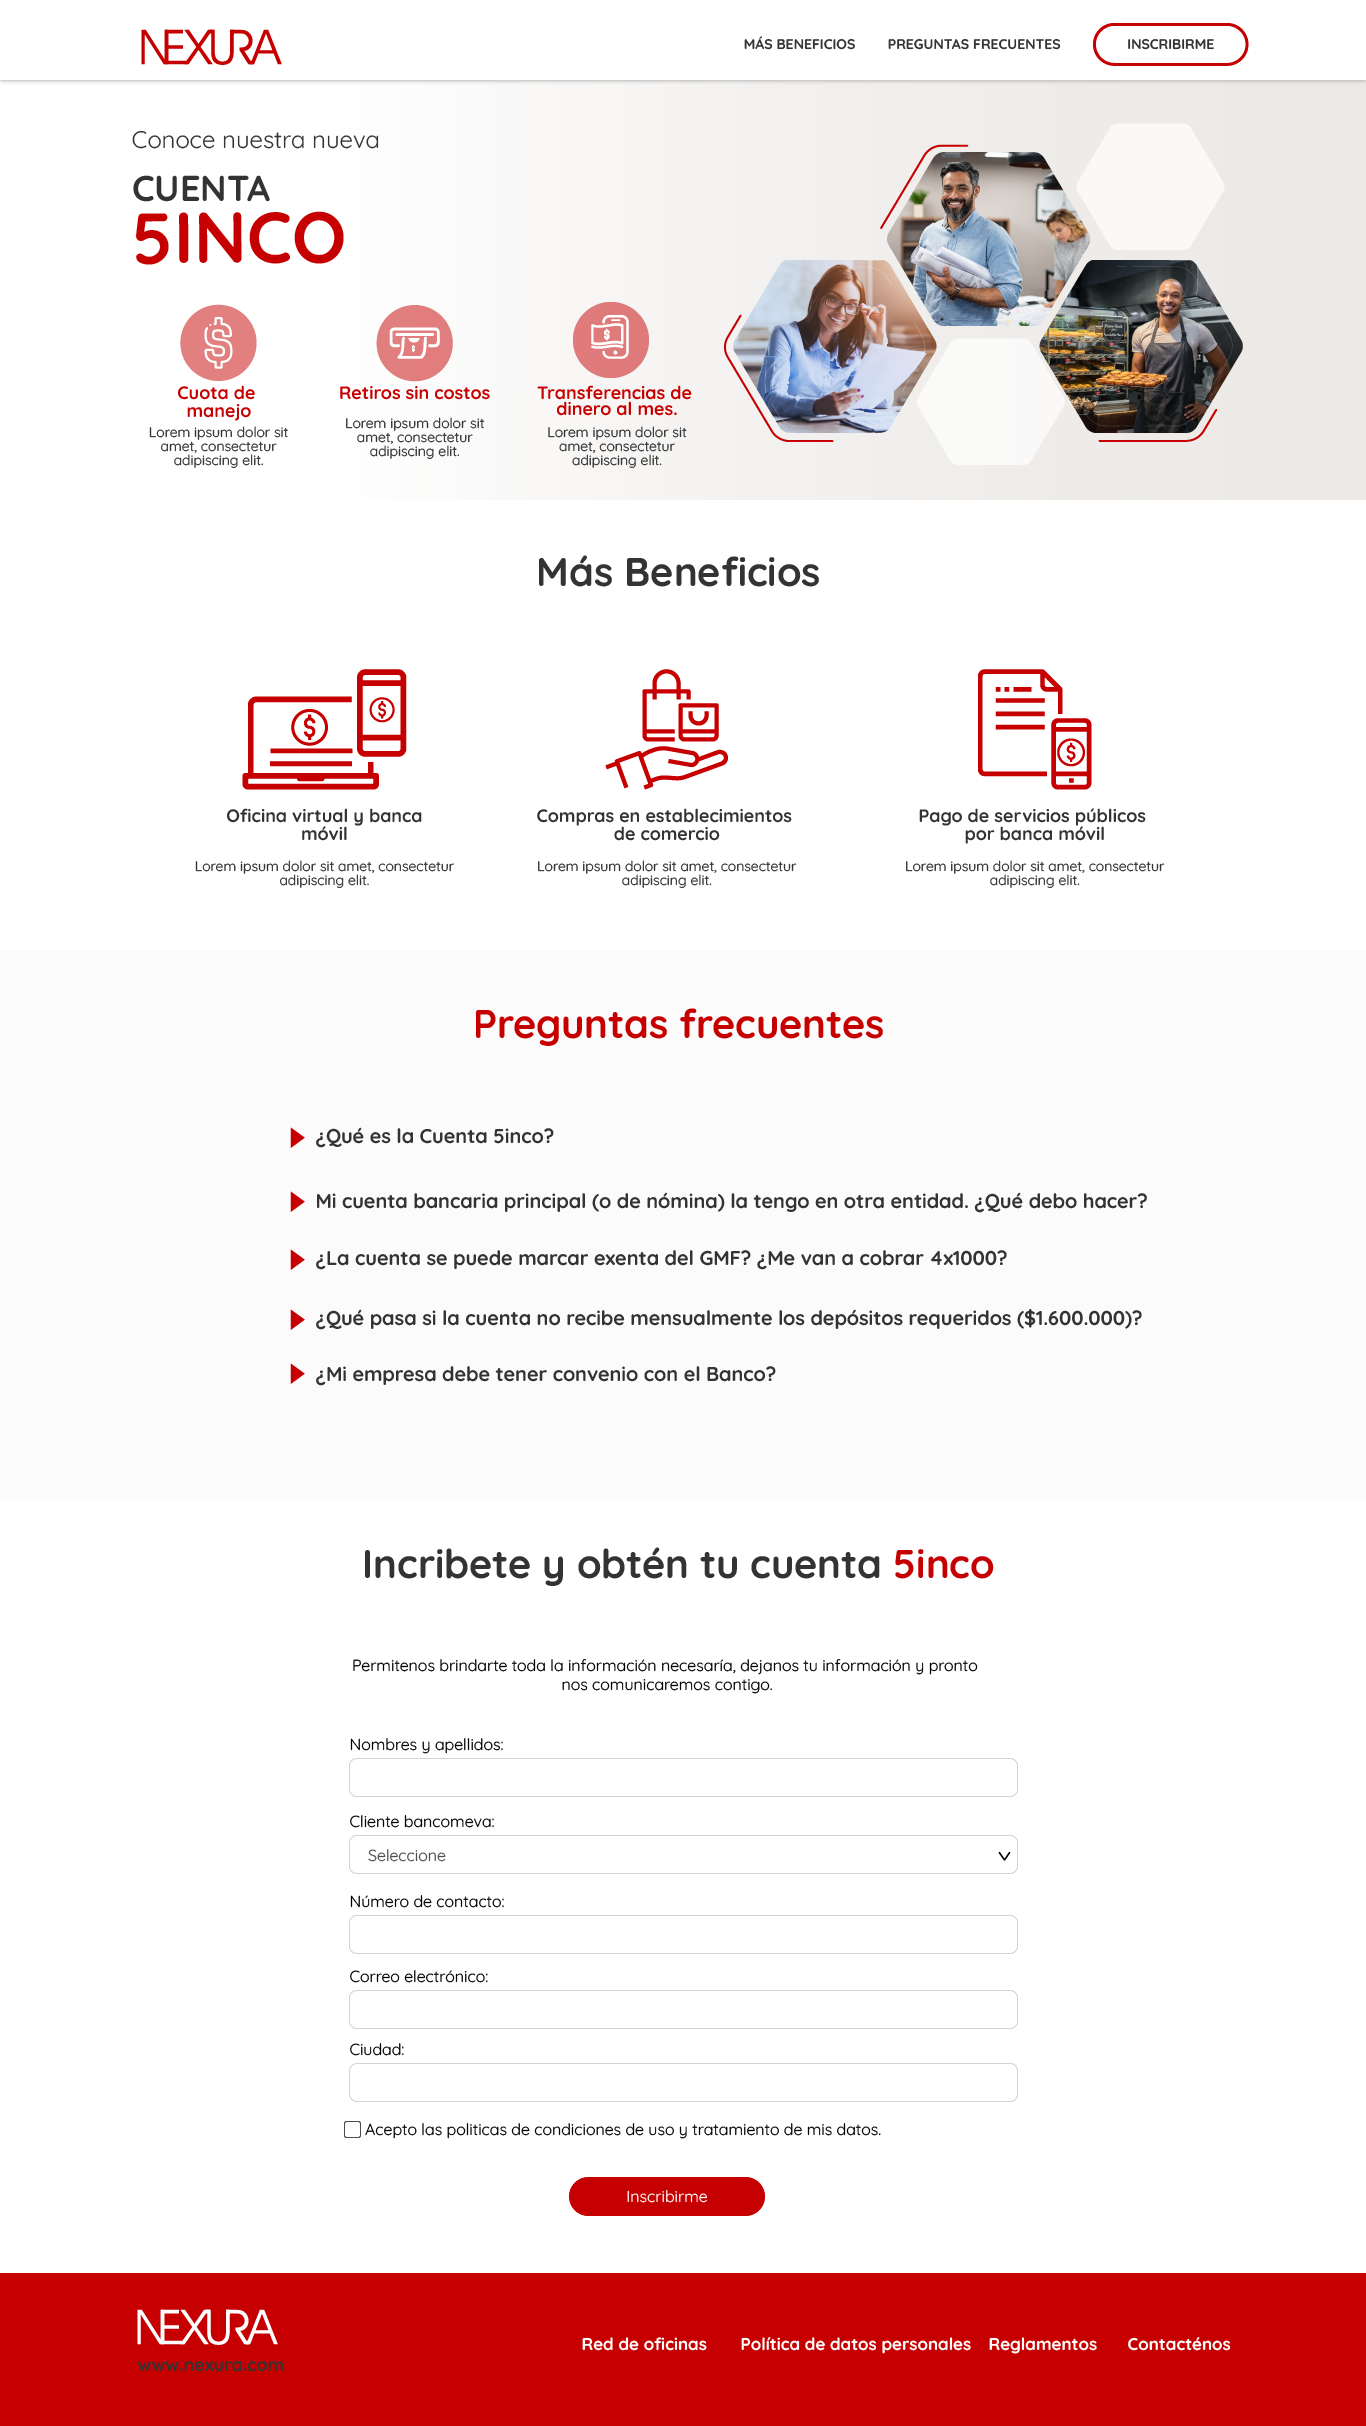 NEXURA
MÁS BENEFICIOS
PREGUNTAS FRECUENTES
INSCRIBIRME
Conoce nuestra nueva
CUENTA
5INCO
Cuota de
manejo
Lorem ipsum dolor sit
amet, consectetur
adipiscing elit.
Retiros sin costos
Lorem ipsum dolor sit
amet, consectetur
adipiscing elit.
Transferencias de
dinero al mes.
Lorem ipsum dolor sit
amet, consectetur
adipiscing elit.
Más Beneficios
Oficina virtual y banca
móvil
Lorem ipsum dolor sit amet, consectetur
adipiscing elit.
Compras en establecimientos
de comercio
Lorem ipsum dolor sit amet, consectetur
adipiscing elit.
Pago de servicios públicos
por banca móvil
Lorem ipsum dolor sit amet, consectetur
adipiscing elit.
Preguntas frecuentes
¿Qué es la Cuenta 5inco?
Mi cuenta bancaria principal (o de nómina) la tengo en otra entidad. ¿Qué debo hacer?
¿La cuenta se puede marcar exenta del GMF? ¿Me van a cobrar 4x1000?
¿Qué pasa si la cuenta no recibe mensualmente los depósitos requeridos ($1.600.000)?
¿Mi empresa debe tener convenio con el Banco?
Incribete y obtén tu cuenta 5inco
Permitenos brindarte toda la información necesaría, dejanos tu información y pronto
nos comunicaremos contigo.
Nombres y apellidos:
Cliente bancomeva:
Seleccione
Número de contacto:
Correo electrónico:
Ciudad:
Acepto las politicas de condiciones de uso y tratamiento de mis datos.
Inscribirme
NEXURA
www.nexura.com
Red de oficinas
Política de datos personales
Reglamentos
Contacténos